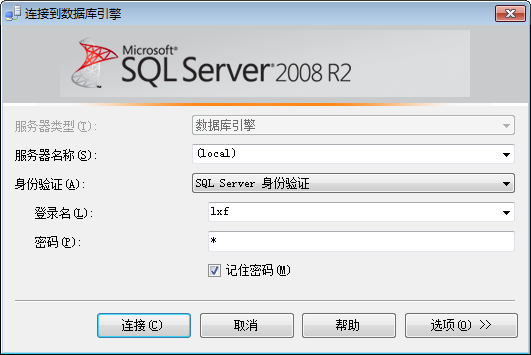 连接到数据库引擎
Microsoft®
SQL Server® 2008 R2
服务器类型(T): 数据库引擎
服务器名称(S): (local)
身份验证(A): SQL Server 身份验证
登录名(L): lxf
密码(P): *
记住密码(M)
连接(C) 取消 帮助 选项(O) >>